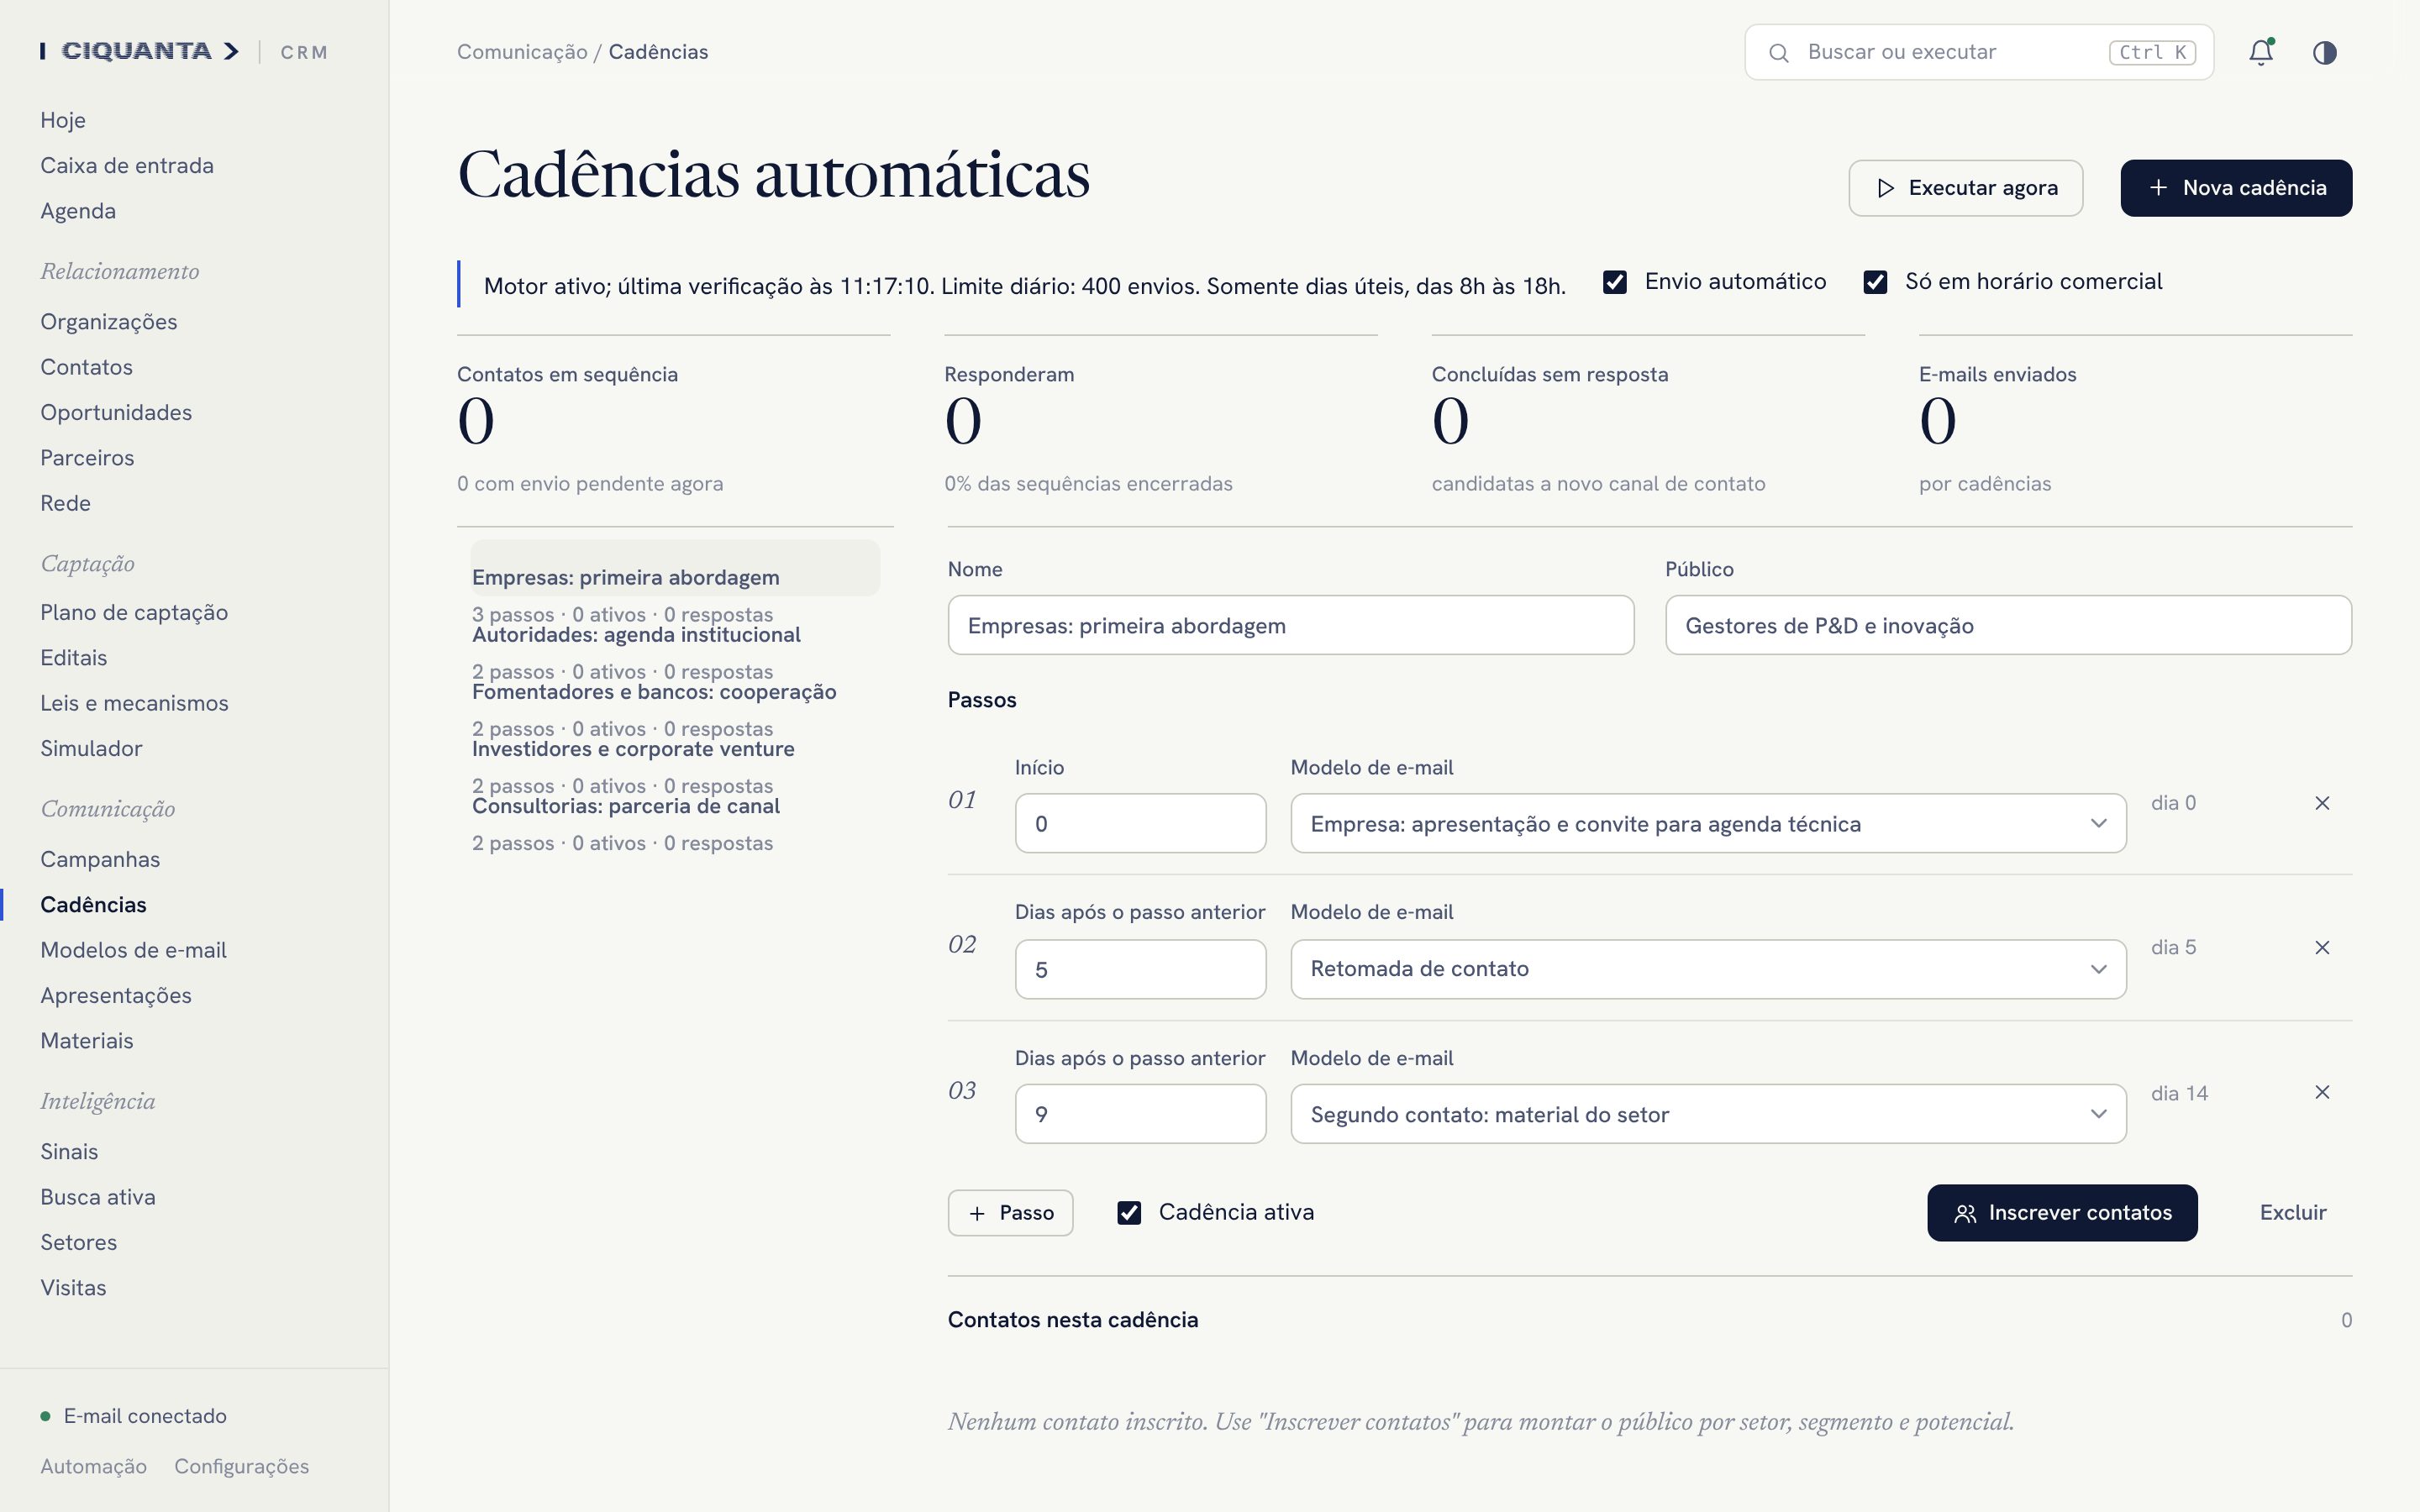 CIQUANTA CRM
Hoje
Caixa de entrada
Agenda
Relacionamento
Organizações
Contatos
Oportunidades
Parceiros
Rede
Captação
Plano de captação
Editais
Leis e mecanismos
Simulador
Comunicação
Campanhas
Cadências
Modelos de e-mail
Apresentações
Materiais
Inteligência
Sinais
Busca ativa
Setores
Visitas
E-mail conectado
Automação Configurações
Comunicação / Cadências
Buscar ou executar Ctrl K
Cadências automáticas
Executar agora
+ Nova cadência
Motor ativo; última verificação às 11:17:10. Limite diário: 400 envios. Somente dias úteis, das 8h às 18h.
Envio automático
Só em horário comercial
Contatos em sequência
0
0 com envio pendente agora
Responderam
0
0% das sequências encerradas
Concluídas sem resposta
0
candidatas a novo canal de contato
E-mails enviados
0
por cadências
Empresas: primeira abordagem
3 passos · 0 ativos · 0 respostas
Autoridades: agenda institucional
2 passos · 0 ativos · 0 respostas
Fomentadores e bancos: cooperação
2 passos · 0 ativos · 0 respostas
Investidores e corporate venture
2 passos · 0 ativos · 0 respostas
Consultorias: parceria de canal
2 passos · 0 ativos · 0 respostas
Nome
Empresas: primeira abordagem
Público
Gestores de P&D e inovação
Passos
01
Início
0
Modelo de e-mail
Empresa: apresentação e convite para agenda técnica
dia 0
02
Dias após o passo anterior
5
Modelo de e-mail
Retomada de contato
dia 5
03
Dias após o passo anterior
9
Modelo de e-mail
Segundo contato: material do setor
dia 14
+ Passo
Cadência ativa
Inscrever contatos
Excluir
Contatos nesta cadência 0
Nenhum contato inscrito. Use "Inscrever contatos" para montar o público por setor, segmento e potencial.